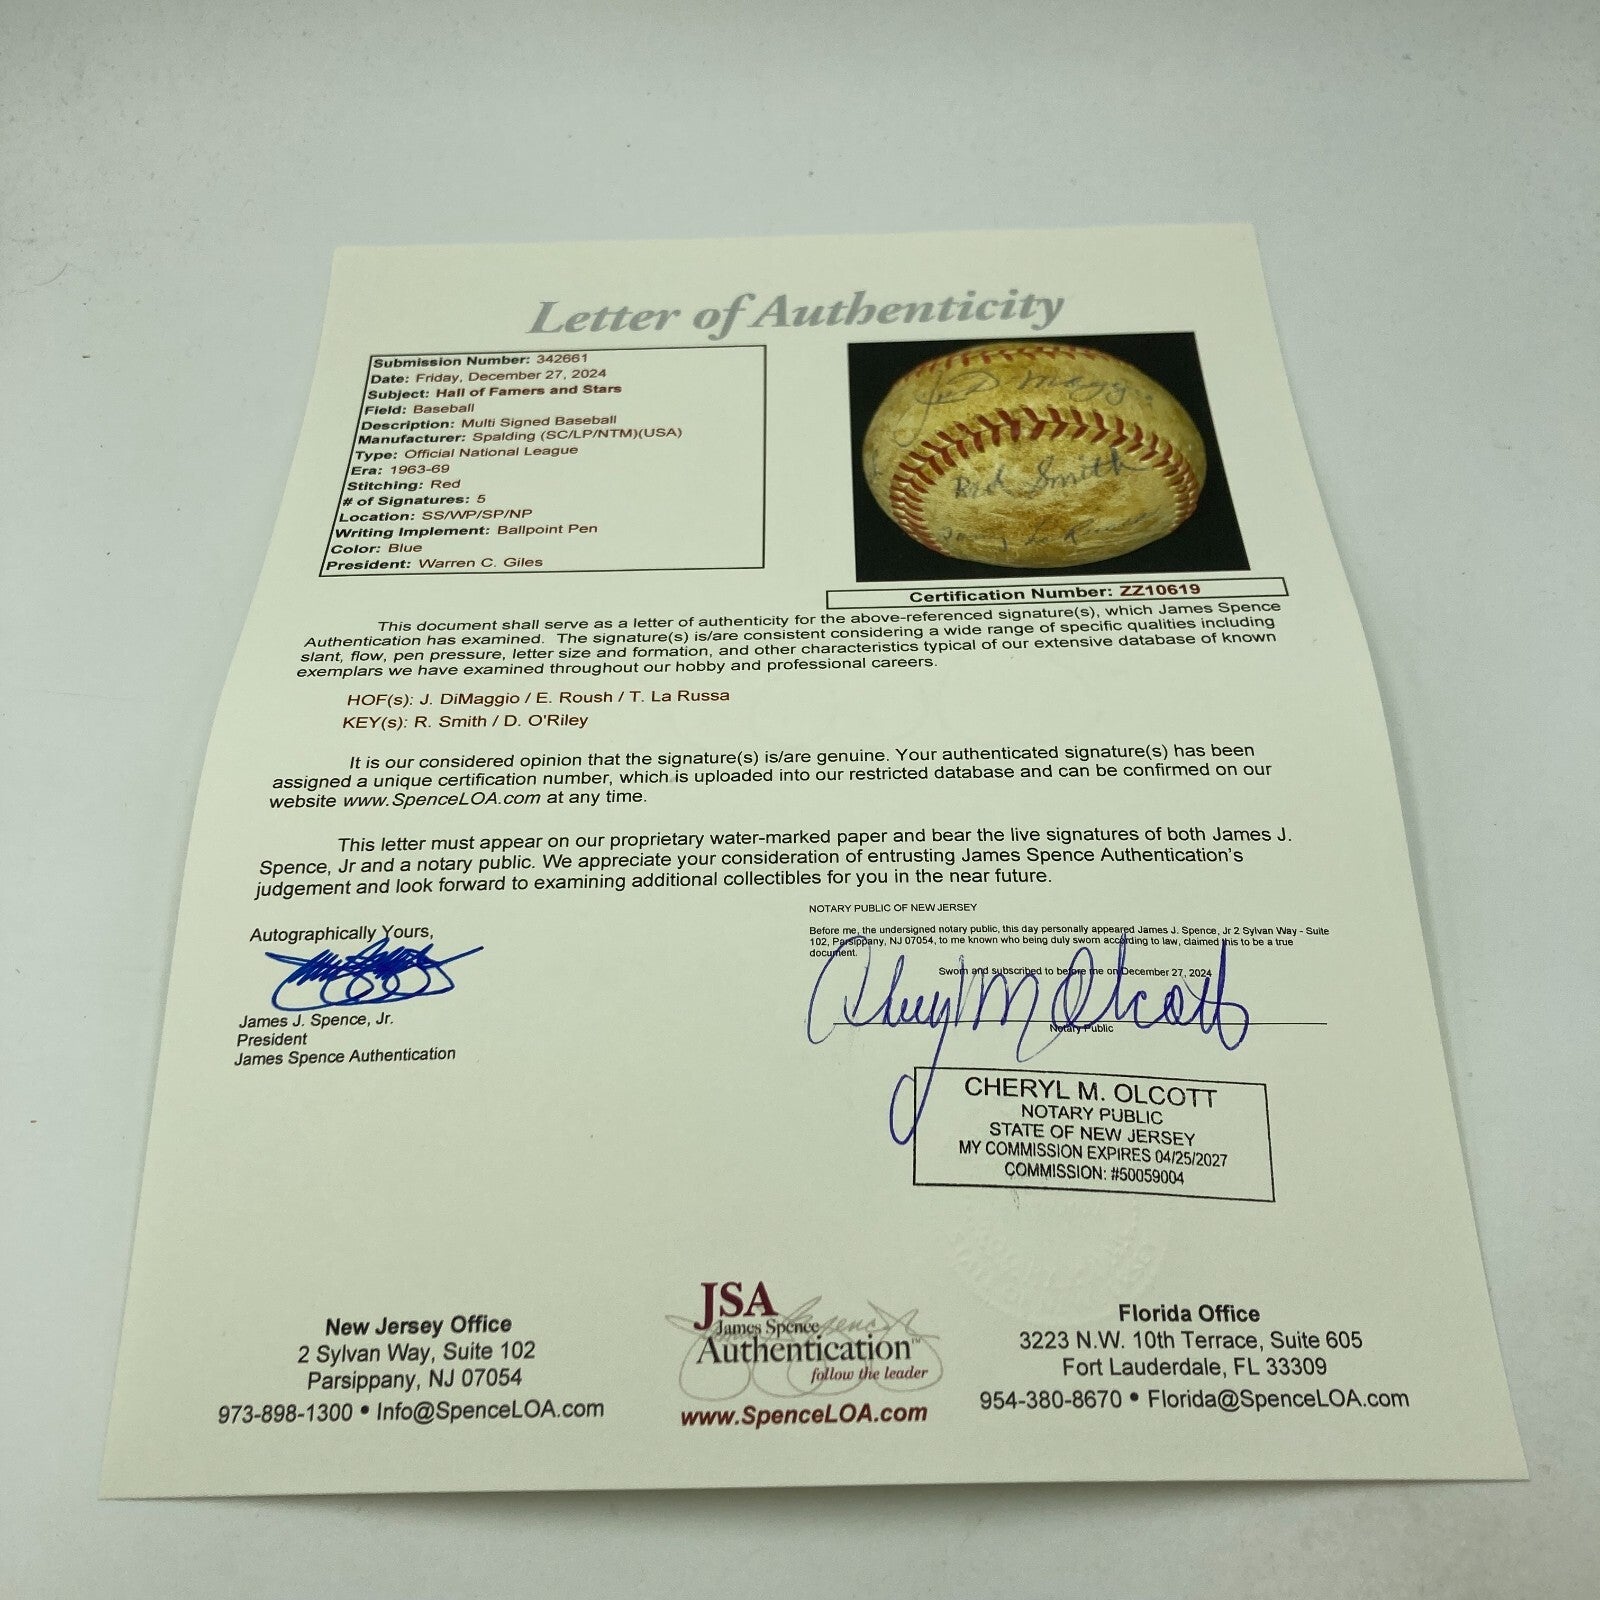 Letter of Authenticity
Submission Number: 342661
Date: Friday, December 27, 2024
Subject: Hall of Famers and Stars
Field: Baseball
Description: Multi Signed Baseball
Manufacturer: Spalding (SC/LP/NTM)(USA)
Type: Official National League
Era: 1963-69
Stitching: Red
# of Signatures: 5
Location: SS/WP/SP/NP
Writing Implement: Ballpoint Pen
Color: Blue
President: Warren C. Giles
Joe DiMaggio
Red Smith
Certification Number: ZZ10619
This document shall serve as a letter of authenticity for the above-referenced signature(s), which James Spence
Authentication has examined. The signature(s) is/are consistent considering a wide range of specific qualities including
slant, flow, pen pressure, letter size and formation, and other characteristics typical of our extensive database of known
exemplars we have examined throughout our hobby and professional careers.
HOF(s): J. DiMaggio / E. Roush / T. La Russa
KEY(s): R. Smith / D. O'Riley
It is our considered opinion that the signature(s) is/are genuine. Your authenticated signature(s) has been
assigned a unique certification number, which is uploaded into our restricted database and can be confirmed on our
website www.SpenceLOA.com at any time.
This letter must appear on our proprietary water-marked paper and bear the live signatures of both James J.
Spence, Jr and a notary public. We appreciate your consideration of entrusting James Spence Authentication's
judgement and look forward to examining additional collectibles for you in the near future.
Autographically Yours,
James J. Spence, Jr.
President
James Spence Authentication
NOTARY PUBLIC OF NEW JERSEY
Before me, the undersigned notary public, this day personally appeared James J. Spence, Jr 2 Sylvan Way - Suite
102, Parsippany, NJ 07054, to me known who being duly sworn according to law, claimed this to be a true
document.
Sworn and subscribed to before me on December 27, 2024
Cheryl M Olcott
Notary Public
CHERYL M. OLCOTT
NOTARY PUBLIC
STATE OF NEW JERSEY
MY COMMISSION EXPIRES 04/25/2027
COMMISSION: #50059004
New Jersey Office
2 Sylvan Way, Suite 102
Parsippany, NJ 07054
973-898-1300 • Info@SpenceLOA.com
JSA
James Spence
Authentication™
follow the leader
www.SpenceLOA.com
Florida Office
3223 N.W. 10th Terrace, Suite 605
Fort Lauderdale, FL 33309
954-380-8670 • Florida@SpenceLOA.com